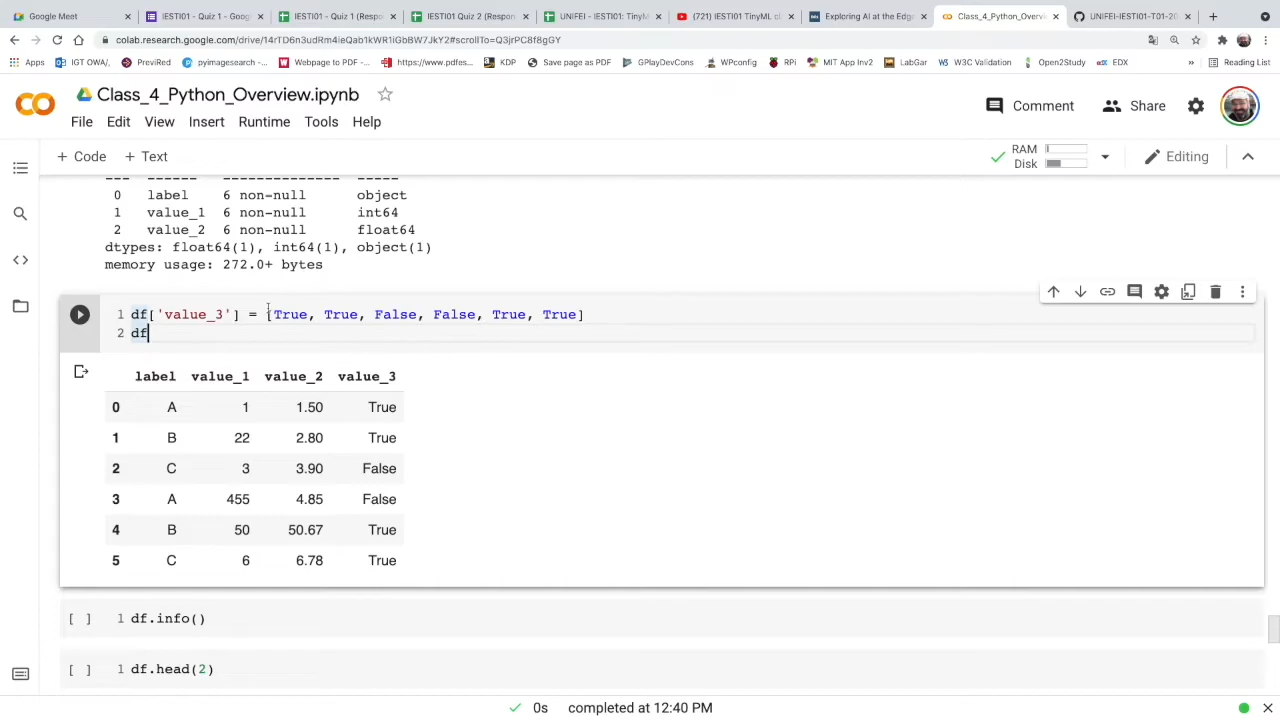 Google Meet
IESTI01 - Quiz 1 - Goog
IESTI01 - Quiz 1 (Respon
IESTI01 Quiz 2 (Respon
UNIFEI - IESTI01: TinyM
(721) IESTI01 TinyML o
Exploring AI at the Edge
Class_4_Python_Overvie
UNIFEI-IESTI01-T01-20
colab.research.google.com/drive/14rTD6n3udRm4ieQab1kWR1GbBW7JkY2#scrollTo=Q3jrPC8f8gGY
Apps
IGT OWA/,
PreviRed
pyimagesearch -...
Webpage to PDF -...
https://www.pdfes...
KDP
Save page as PDF
GPlayDevCons
WPconfig
RPi
MIT App Inv2
LabGar
W3C Validation
Open2Study
EDX
»
Reading List
Class_4_Python_Overview.ipynb
Comment
Share
File Edit View Insert Runtime Tools Help
+ Code + Text
RAM
Disk
Editing
--- ------ -------------- -----
0 label 6 non-null object
1 value_1 6 non-null int64
2 value_2 6 non-null float64
dtypes: float64(1), int64(1), object(1)
memory usage: 272.0+ bytes
1 df['value_3'] = [True, True, False, False, True, True]
2 df
label value_1 value_2 value_3
0 A 1 1.50 True
1 B 22 2.80 True
2 C 3 3.90 False
3 A 455 4.85 False
4 B 50 50.67 True
5 C 6 6.78 True
[ ] 1 df.info()
[ ] 1 df.head(2)
0s completed at 12:40 PM